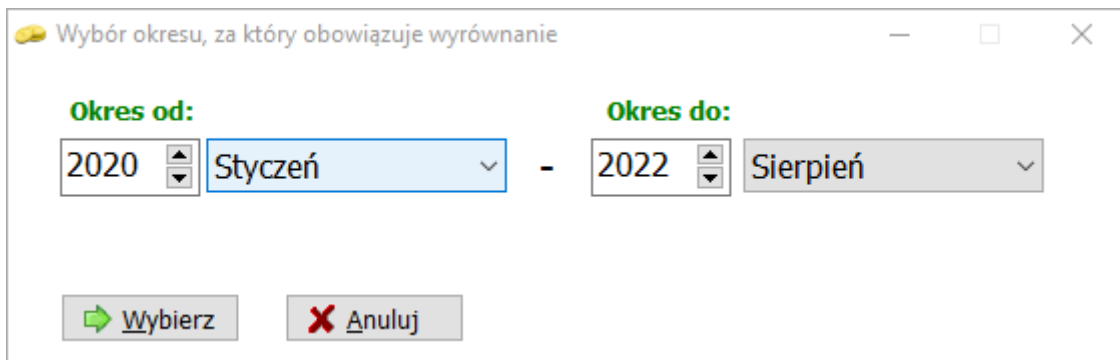 Wybór okresu, za który obowiązuje wyrównanie
Okres od: Okres do:
2020 Styczeń - 2022 Sierpień
Wybierz Anuluj